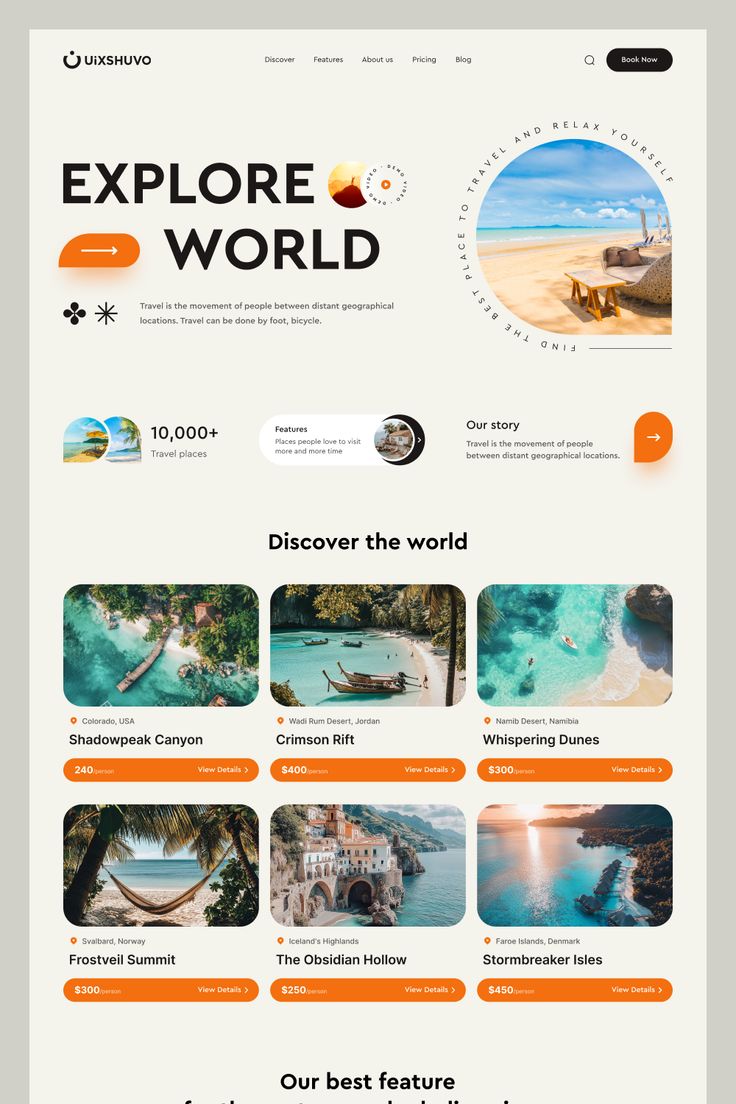 UiXSHUVO
Discover Features About us Pricing Blog
Book Now
EXPLORE
DEMO VIDEO · DEMO VIDEO ·
WORLD
Travel is the movement of people between distant geographical
locations. Travel can be done by foot, bicycle.
FIND THE BEST PLACE TO TRAVEL AND RELAX YOURSELF
10,000+
Travel places
Features
Places people love to visit
more and more time
Our story
Travel is the movement of people
between distant geographical locations.
Discover the world
Colorado, USA
Shadowpeak Canyon
240/person View Details
Wadi Rum Desert, Jordan
Crimson Rift
$400/person View Details
Namib Desert, Namibia
Whispering Dunes
$300/person View Details
Svalbard, Norway
Frostveil Summit
$300/person View Details
Iceland's Highlands
The Obsidian Hollow
$250/person View Details
Faroe Islands, Denmark
Stormbreaker Isles
$450/person View Details
Our best feature